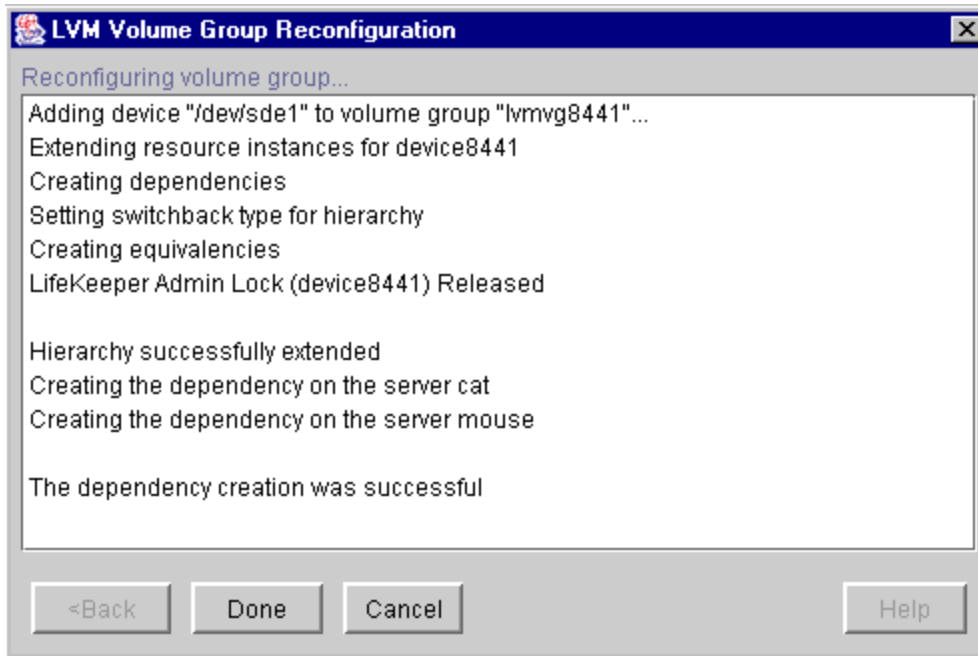 LVM Volume Group Reconfiguration
Reconfiguring volume group...
Adding device "/dev/sde1" to volume group "lvmvg8441"...
Extending resource instances for device8441
Creating dependencies
Setting switchback type for hierarchy
Creating equivalencies
LifeKeeper Admin Lock (device8441) Released
Hierarchy successfully extended
Creating the dependency on the server cat
Creating the dependency on the server mouse
The dependency creation was successful
<Back Done Cancel Help